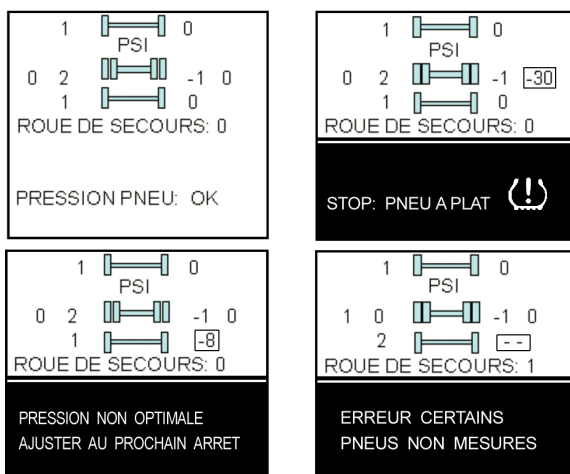 1 0
PSI
0 2 -1 0
1 0
ROUE DE SECOURS: 0
PRESSION PNEU: OK
1 0
PSI
0 2 -1 -30
1 0
ROUE DE SECOURS: 0
STOP: PNEU A PLAT (!)
1 0
PSI
0 2 -1 0
1 -8
ROUE DE SECOURS: 0
PRESSION NON OPTIMALE
AJUSTER AU PROCHAIN ARRET
1 0
PSI
1 0 -1 0
2 - -
ROUE DE SECOURS: 1
ERREUR CERTAINS
PNEUS NON MESURES